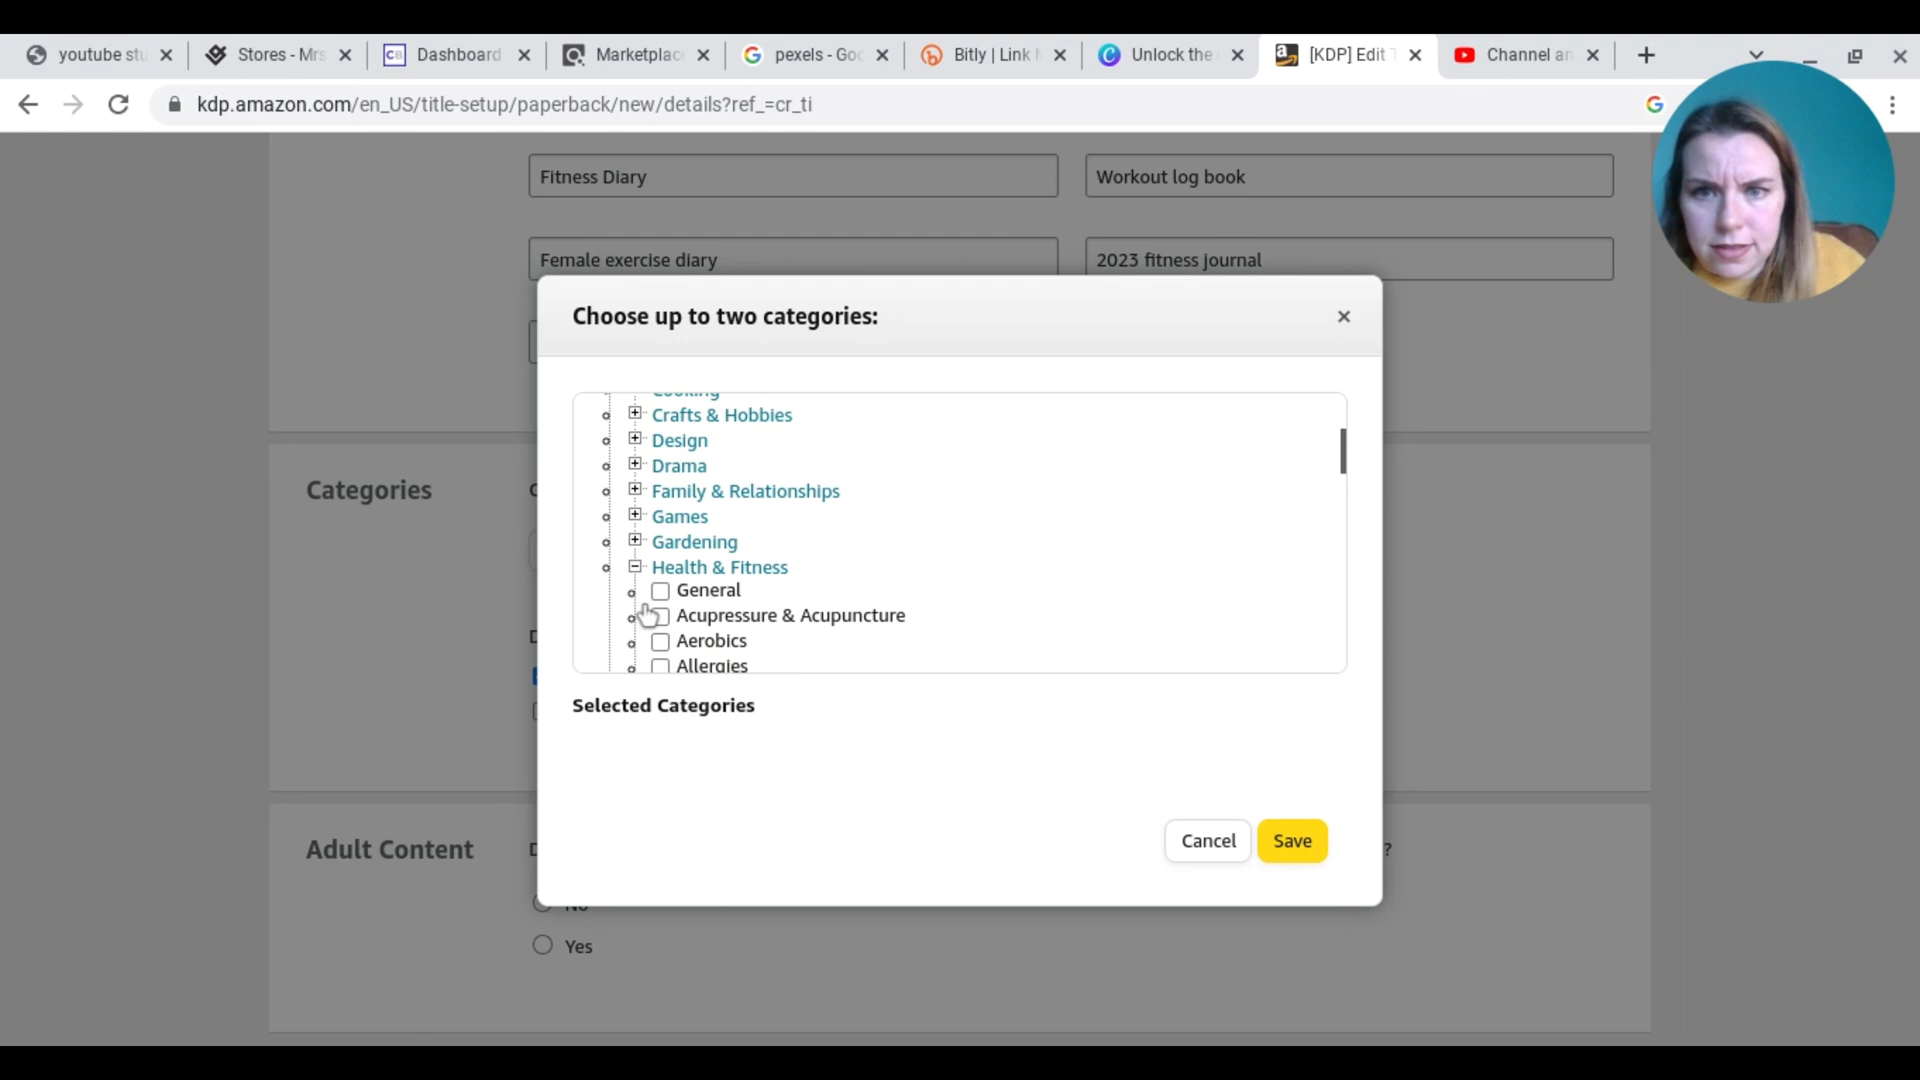 youtube stu
Stores - Mrs
Dashboard
Marketplac
pexels - Goo
Bitly | Link M
Unlock the
[KDP] Edit T
Channel an
kdp.amazon.com/en_US/title-setup/paperback/new/details?ref_=cr_ti
Fitness Diary
Workout log book
Female exercise diary
2023 fitness journal
Choose up to two categories:
Cooking
Crafts & Hobbies
Design
Drama
Family & Relationships
Games
Gardening
Health & Fitness
General
Acupressure & Acupuncture
Aerobics
Allergies
Selected Categories
Cancel
Save
Categories
Adult Content
?
No
Yes